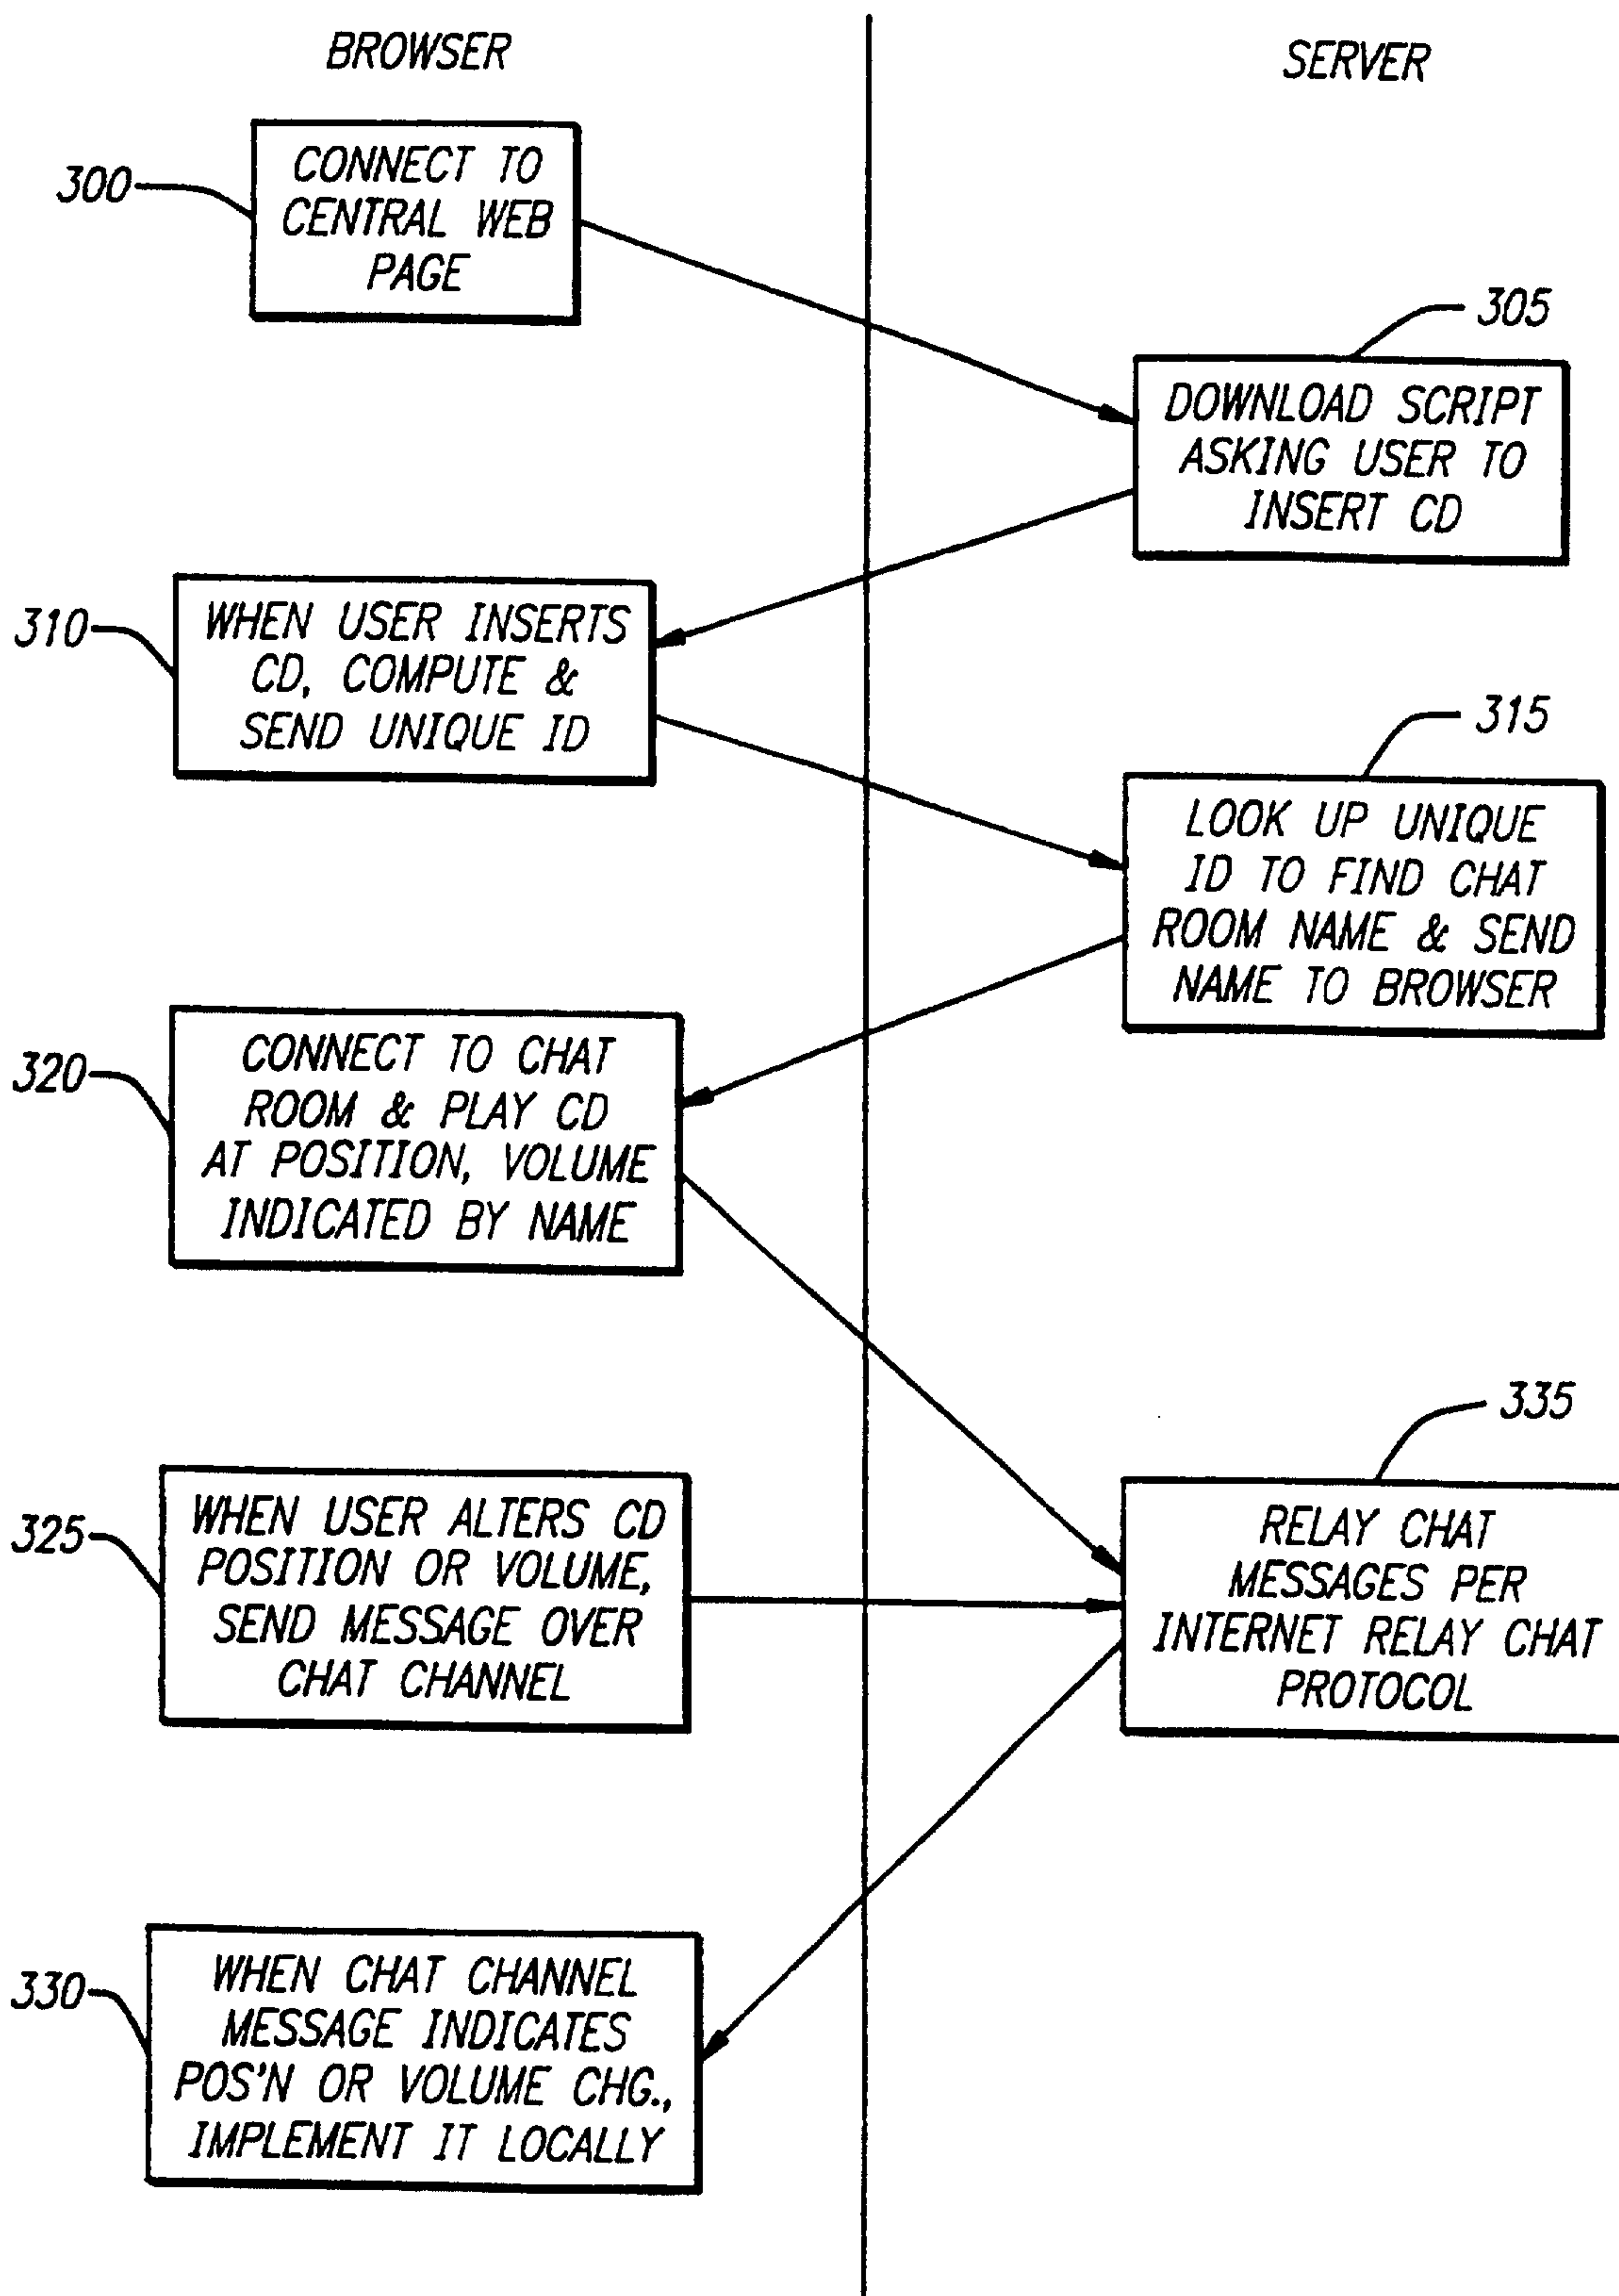 BROWSER
SERVER
300
CONNECT TO
CENTRAL WEB
PAGE
305
DOWNLOAD SCRIPT
ASKING USER TO
INSERT CD
310
WHEN USER INSERTS
CD, COMPUTE &
SEND UNIQUE ID
315
LOOK UP UNIQUE
ID TO FIND CHAT
ROOM NAME & SEND
NAME TO BROWSER
320
CONNECT TO CHAT
ROOM & PLAY CD
AT POSITION, VOLUME
INDICATED BY NAME
325
WHEN USER ALTERS CD
POSITION OR VOLUME,
SEND MESSAGE OVER
CHAT CHANNEL
335
RELAY CHAT
MESSAGES PER
INTERNET RELAY CHAT
PROTOCOL
330
WHEN CHAT CHANNEL
MESSAGE INDICATES
POS'N OR VOLUME CHG.,
IMPLEMENT IT LOCALLY